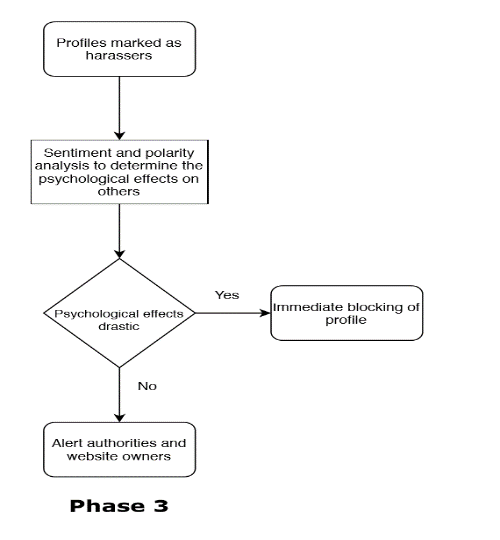 Profiles marked as
harassers
Sentiment and polarity
analysis to determine the
psychological effects on
others
Psychological effects
drastic
Yes
Immediate blocking of
profile
No
Alert authorities and
website owners
Phase 3